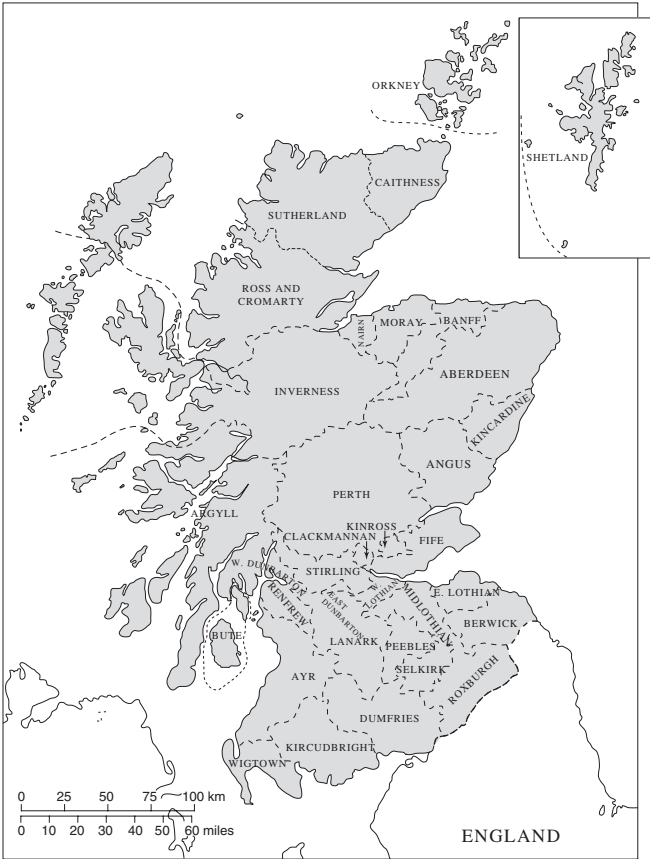 ORKNEY
SHETLAND
CAITHNESS
SUTHERLAND
ROSS AND
CROMARTY
NAIRN
MORAY
BANFF
ABERDEEN
INVERNESS
KINCARDINE
ANGUS
PERTH
ARGYLL
KINROSS
CLACKMANNAN
FIFE
STIRLING
W. DUNBARTON
RENFREW
EAST
DUNBARTON
W.
LOTHIAN
MIDLOTHIAN
E. LOTHIAN
BERWICK
BUTE
LANARK
PEEBLES
SELKIRK
ROXBURGH
AYR
DUMFRIES
KIRCUDBRIGHT
WIGTOWN
0 25 50 75 100 km
0 10 20 30 40 50 60 miles
ENGLAND